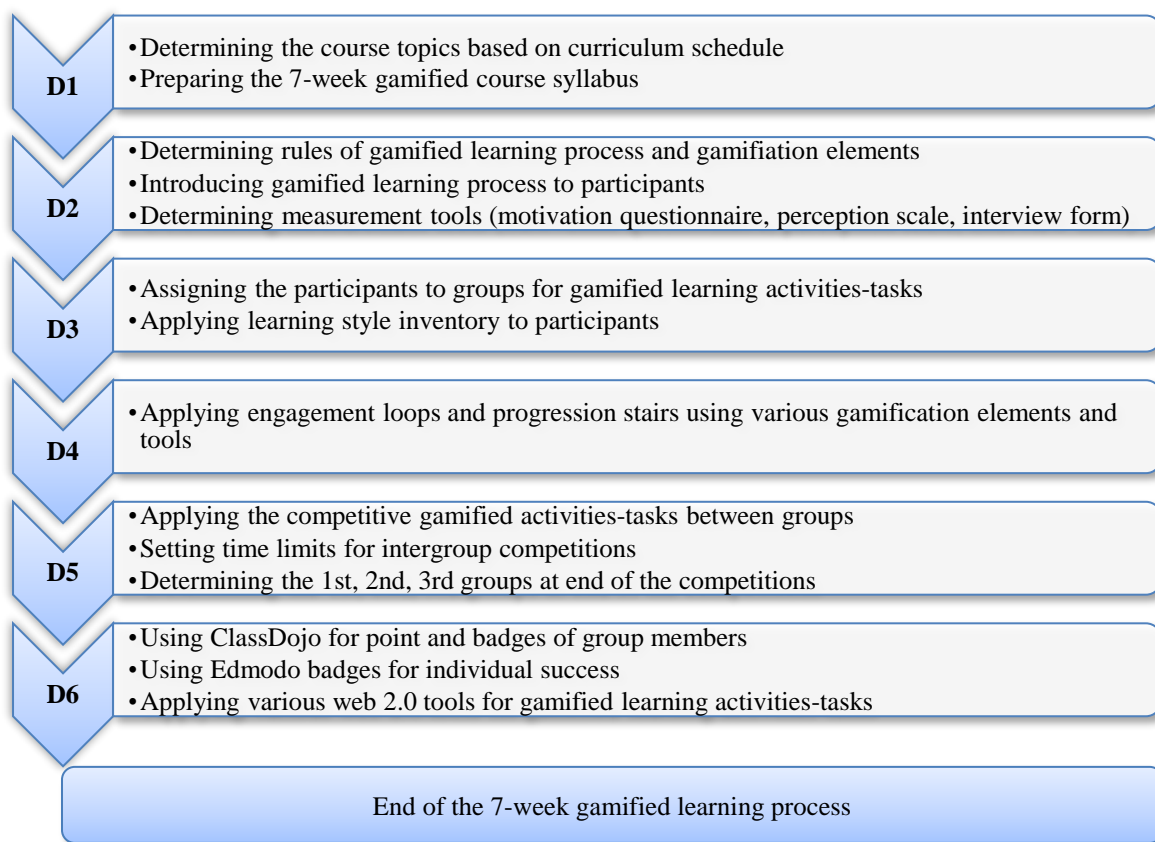 D1
•Determining the course topics based on curriculum schedule
•Preparing the 7-week gamified course syllabus
D2
•Determining rules of gamified learning process and gamifiation elements
•Introducing gamified learning process to participants
•Determining measurement tools (motivation questionnaire, perception scale, interview form)
D3
•Assigning the participants to groups for gamified learning activities-tasks
•Applying learning style inventory to participants
D4
•Applying engagement loops and progression stairs using various gamification elements and
tools
D5
•Applying the competitive gamified activities-tasks between groups
•Setting time limits for intergroup competitions
•Determining the 1st, 2nd, 3rd groups at end of the competitions
D6
•Using ClassDojo for point and badges of group members
•Using Edmodo badges for individual success
•Applying various web 2.0 tools for gamified learning activities-tasks
End of the 7-week gamified learning process